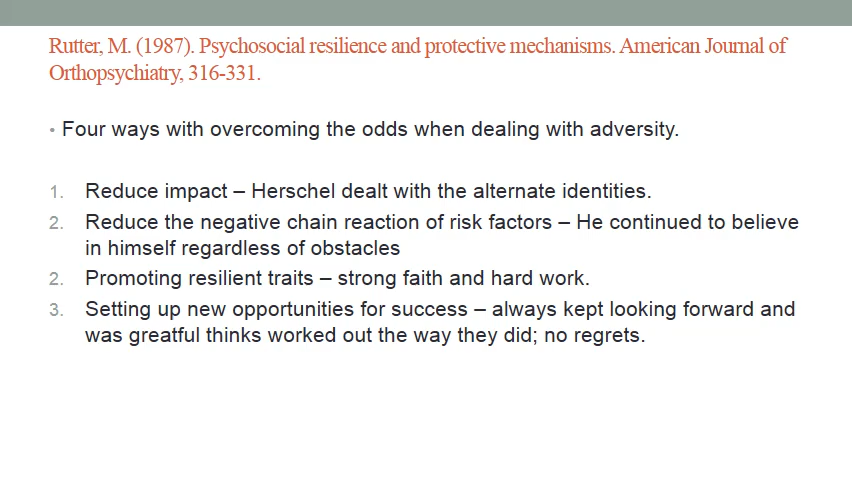 Rutter, M. (1987). Psychosocial resilience and protective mechanisms. American Journal of
Orthopsychiatry, 316-331.
• Four ways with overcoming the odds when dealing with adversity.
1. Reduce impact – Herschel dealt with the alternate identities.
2. Reduce the negative chain reaction of risk factors – He continued to believe
in himself regardless of obstacles
2. Promoting resilient traits – strong faith and hard work.
3. Setting up new opportunities for success – always kept looking forward and
was greatful thinks worked out the way they did; no regrets.